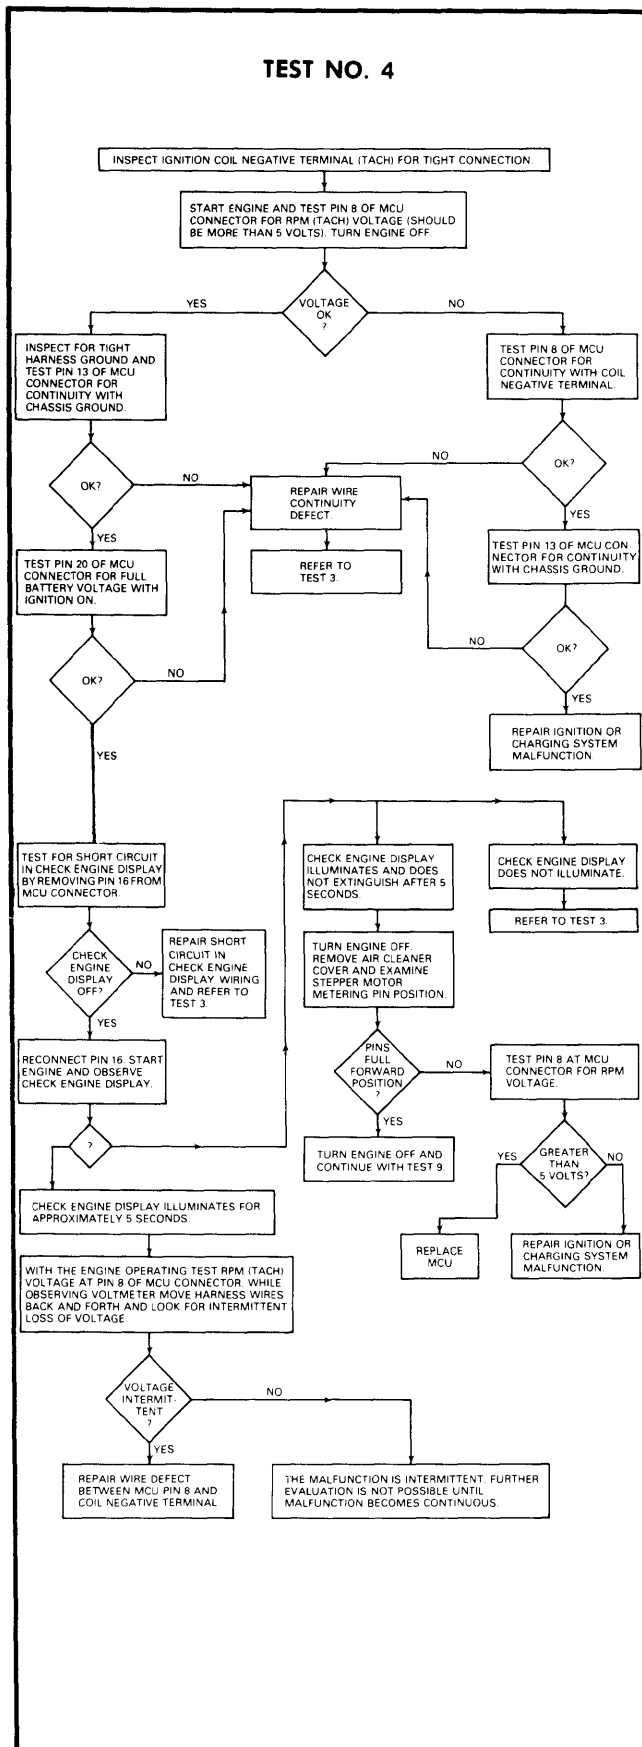 TEST NO. 4
INSPECT IGNITION COIL NEGATIVE TERMINAL (TACH) FOR TIGHT CONNECTION.
START ENGINE AND TEST PIN 8 OF MCU
CONNECTOR FOR RPM (TACH) VOLTAGE (SHOULD
BE MORE THAN 5 VOLTS). TURN ENGINE OFF.
YES
VOLTAGE
OK
?
NO
INSPECT FOR TIGHT
HARNESS GROUND AND
TEST PIN 13 OF MCU
CONNECTOR FOR
CONTINUITY WITH
CHASSIS GROUND.
TEST PIN 8 OF MCU
CONNECTOR FOR
CONTINUITY WITH COIL
NEGATIVE TERMINAL.
OK?
NO
REPAIR WIRE
CONTINUITY
DEFECT.
NO
OK?
YES
YES
TEST PIN 20 OF MCU
CONNECTOR FOR FULL
BATTERY VOLTAGE WITH
IGNITION ON.
REFER TO
TEST 3.
TEST PIN 13 OF MCU CON-
NECTOR FOR CONTINUITY
WITH CHASSIS GROUND.
OK?
NO
NO
OK?
YES
YES
REPAIR IGNITION OR
CHARGING SYSTEM
MALFUNCTION.
TEST FOR SHORT CIRCUIT
IN CHECK ENGINE DISPLAY
BY REMOVING PIN 16 FROM
MCU CONNECTOR.
CHECK ENGINE DISPLAY
ILLUMINATES AND DOES
NOT EXTINGUISH AFTER 5
SECONDS.
CHECK ENGINE DISPLAY
DOES NOT ILLUMINATE.
REFER TO TEST 3.
CHECK
ENGINE
DISPLAY
OFF?
NO
REPAIR SHORT
CIRCUIT IN
CHECK ENGINE
DISPLAY WIRING
AND REFER TO
TEST 3.
TURN ENGINE OFF.
REMOVE AIR CLEANER
COVER AND EXAMINE
STEPPER MOTOR
METERING PIN POSITION.
YES
RECONNECT PIN 16. START
ENGINE AND OBSERVE
CHECK ENGINE DISPLAY.
PINS
FULL
FORWARD
POSITION
?
NO
TEST PIN 8 AT MCU
CONNECTOR FOR RPM
VOLTAGE.
YES
?
TURN ENGINE OFF AND
CONTINUE WITH TEST 9.
YES
GREATER
THAN
5 VOLTS?
NO
CHECK ENGINE DISPLAY ILLUMINATES FOR
APPROXIMATELY 5 SECONDS.
REPLACE
MCU
REPAIR IGNITION OR
CHARGING SYSTEM
MALFUNCTION.
WITH THE ENGINE OPERATING TEST RPM (TACH)
VOLTAGE AT PIN 8 OF MCU CONNECTOR. WHILE
OBSERVING VOLTMETER MOVE HARNESS WIRES
BACK AND FORTH AND LOOK FOR INTERMITTENT
LOSS OF VOLTAGE
VOLTAGE
INTERMIT-
TENT
?
NO
YES
REPAIR WIRE DEFECT
BETWEEN MCU PIN 8 AND
COIL NEGATIVE TERMINAL
THE MALFUNCTION IS INTERMITTENT. FURTHER
EVALUATION IS NOT POSSIBLE UNTIL
MALFUNCTION BECOMES CONTINUOUS.